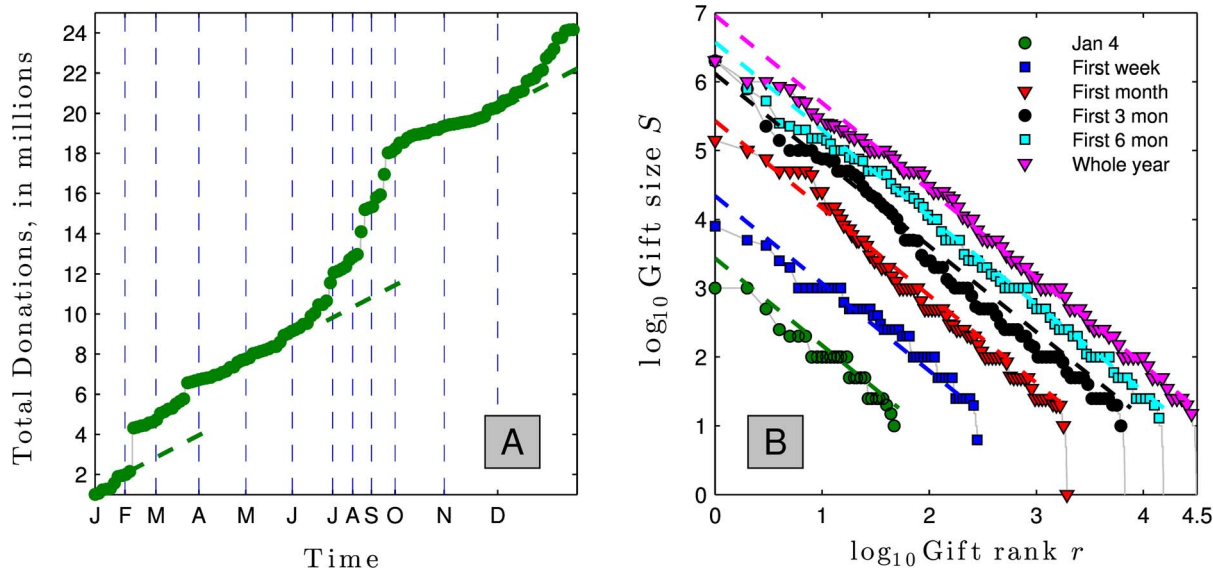 Total Donations, in millions
24
22
20
18
16
14
12
10
8
6
4
2
J F M A M J J A S O N D
Time
A
log10 Gift size S
7
6
5
4
3
2
1
0
0 1 2 3 4 4.5
log10 Gift rank r
Jan 4
First week
First month
First 3 mon
First 6 mon
Whole year
B